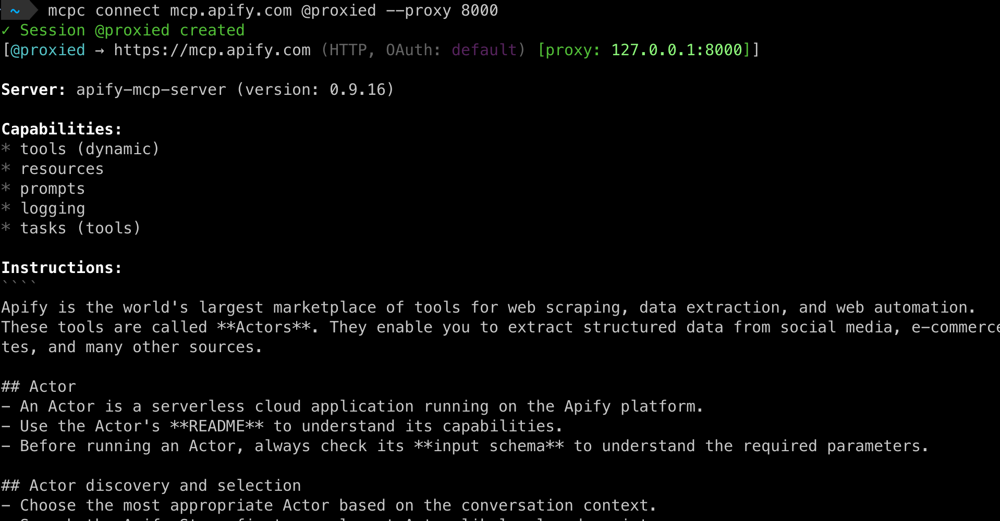 ~ mcpc connect mcp.apify.com @proxied --proxy 8000
✓ Session @proxied created
[@proxied → https://mcp.apify.com (HTTP, OAuth: default) [proxy: 127.0.0.1:8000]]
Server: apify-mcp-server (version: 0.9.16)
Capabilities:
* tools (dynamic)
* resources
* prompts
* logging
* tasks (tools)
Instructions:
````
Apify is the world's largest marketplace of tools for web scraping, data extraction, and web automation.
These tools are called **Actors**. They enable you to extract structured data from social media, e-commerce
tes, and many other sources.
## Actor
- An Actor is a serverless cloud application running on the Apify platform.
- Use the Actor's **README** to understand its capabilities.
- Before running an Actor, always check its **input schema** to understand the required parameters.
## Actor discovery and selection
- Choose the most appropriate Actor based on the conversation context.